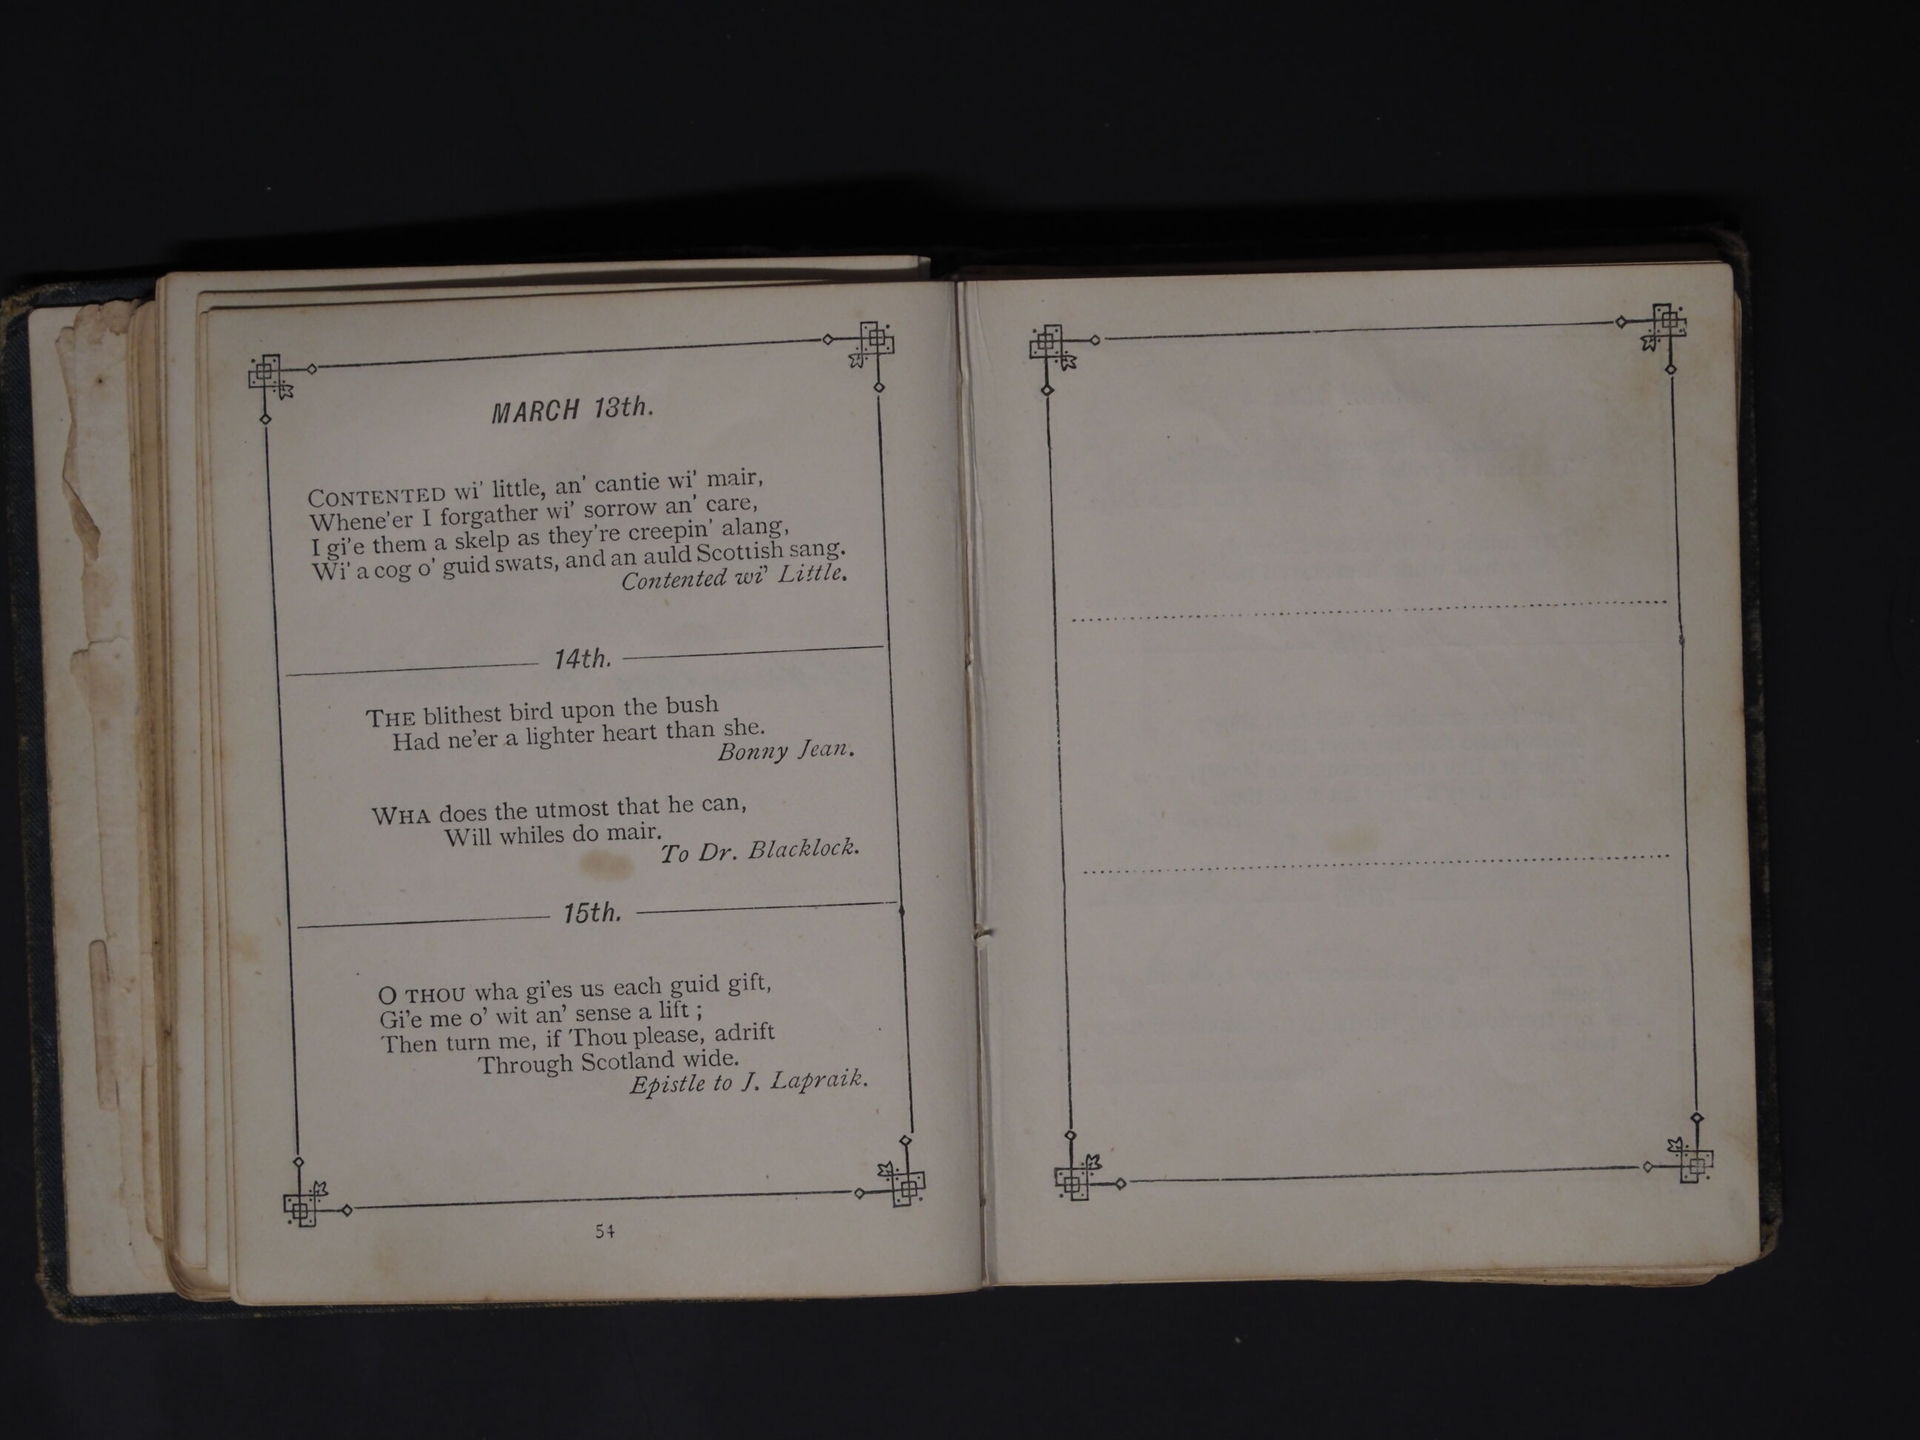 MARCH 13th.
CONTENTED wi' little, an' cantie wi' mair,
Whene'er I forgather wi' sorrow an' care,
I gi'e them a skelp as they're creepin' alang,
Wi' a cog o' guid swats, and an auld Scottish sang.
Contented wi' Little.
14th.
THE blithest bird upon the bush
Had ne'er a lighter heart than she.
Bonny Jean.
WHA does the utmost that he can,
Will whiles do mair.
To Dr. Blacklock.
15th.
O THOU wha gi'es us each guid gift,
Gi'e me o' wit an' sense a lift ;
Then turn me, if Thou please, adrift
Through Scotland wide.
Epistle to J. Lapraik.
54